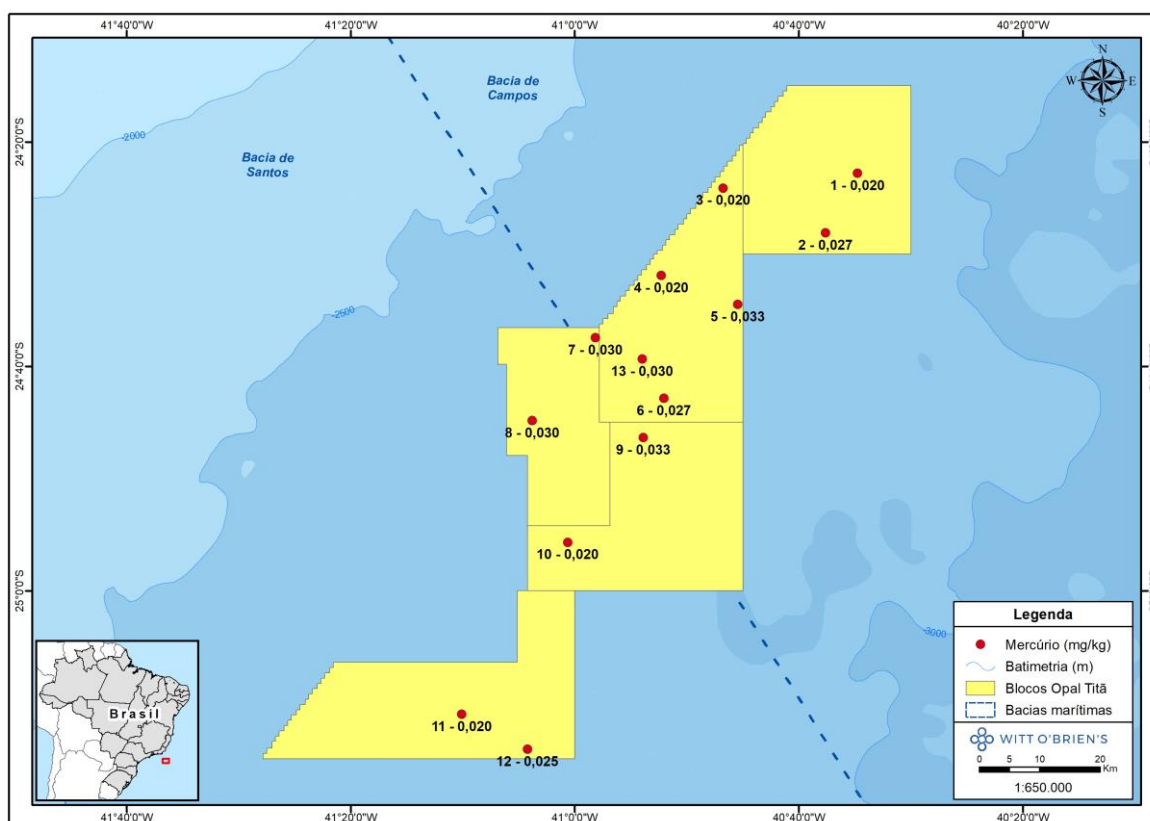 41°40'0"W 41°20'0"W 41°0'0"W 40°40'0"W 40°20'0"W
N
W E
S
Bacia de
Campos
-2000
Bacia de
Santos
24°20'0"S
1 - 0,020
3 - 0,020
2 - 0,027
4 - 0,020
5 - 0,033
-2500
7 - 0,030
13 - 0,030
24°40'0"S
6 - 0,027
8 - 0,030
9 - 0,033
10 - 0,020
25°0'0"S
-3000
11 - 0,020
12 - 0,025
Brasil
Legenda
Mercúrio (mg/kg)
Batimetria (m)
Blocos Opal Titã
Bacias marítimas
WITT O'BRIEN'S
0 5 10 20
Km
1:650.000
41°40'0"W 41°20'0"W 41°0'0"W 40°40'0"W 40°20'0"W